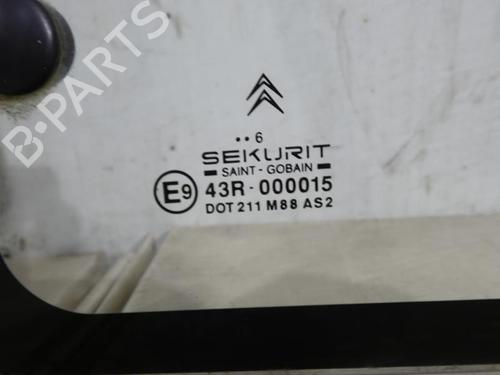 B-PARTS
··6
SEKURIT
SAINT - GOBAIN
E9 43R - 000015
DOT 211 M88 AS2